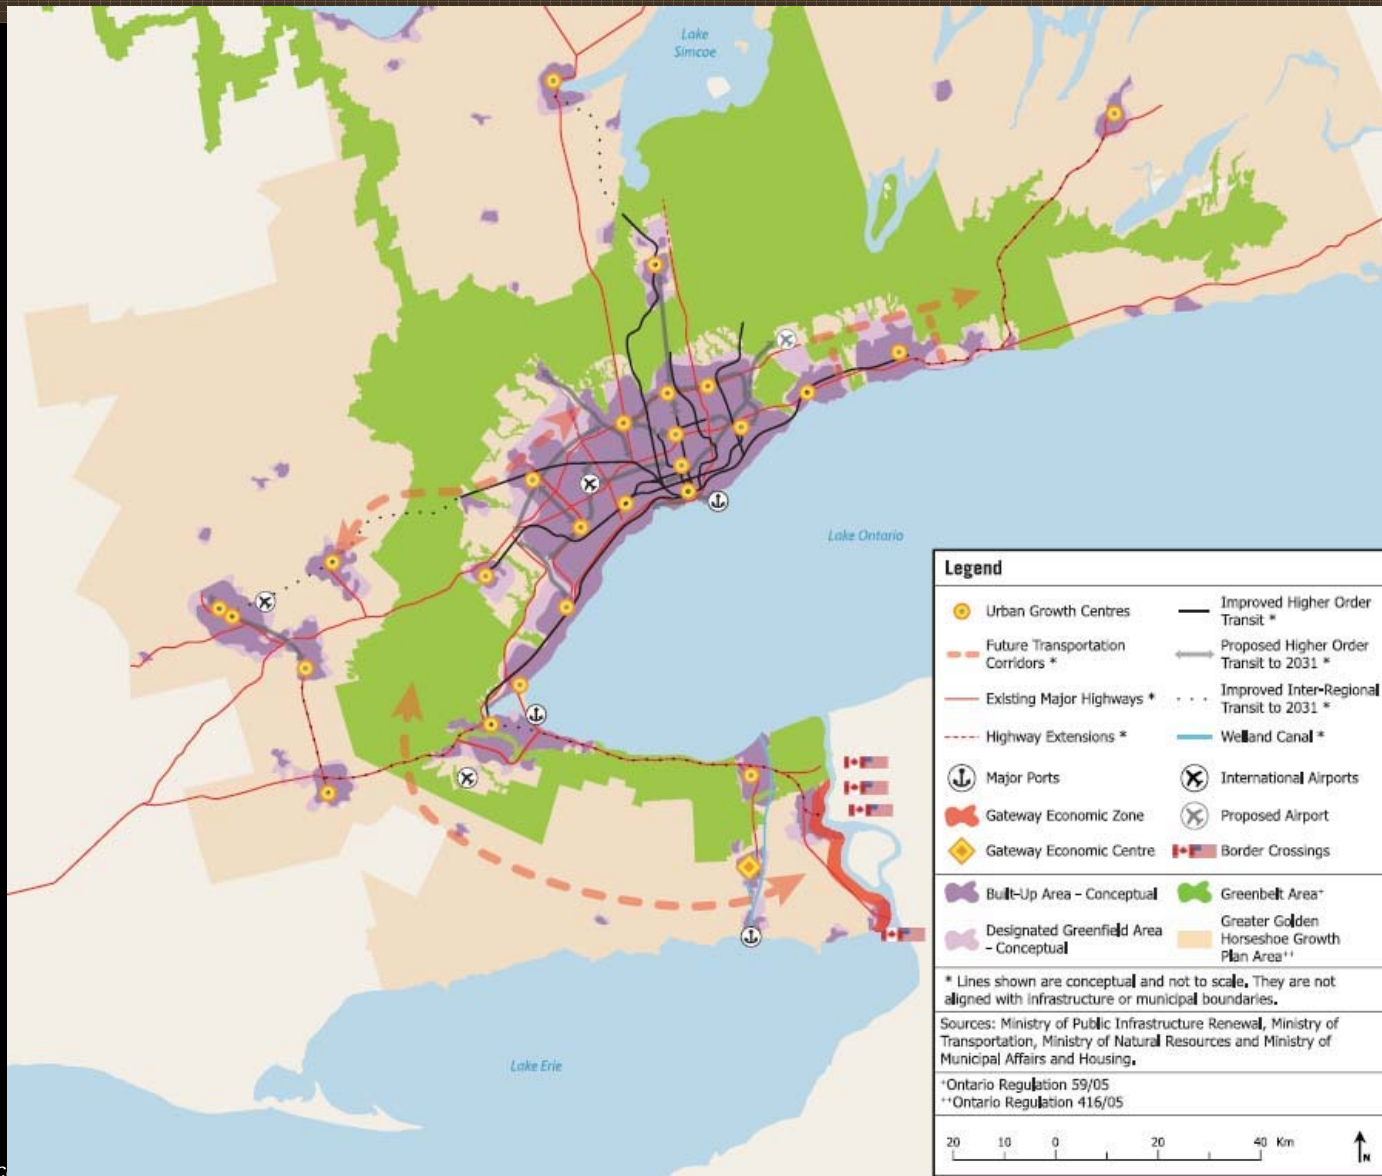 Lake
Simcoe
Lake Ontario
Lake Erie
Legend
Urban Growth Centres
Improved Higher Order
Transit *
Future Transportation
Corridors *
Proposed Higher Order
Transit to 2031 *
Existing Major Highways *
Improved Inter-Regional
Transit to 2031 *
Highway Extensions *
Welland Canal *
Major Ports
International Airports
Gateway Economic Zone
Proposed Airport
Gateway Economic Centre
Border Crossings
Built-Up Area – Conceptual
Greenbelt Area+
Designated Greenfield Area
– Conceptual
Greater Golden
Horseshoe Growth
Plan Area++
* Lines shown are conceptual and not to scale. They are not
aligned with infrastructure or municipal boundaries.
Sources: Ministry of Public Infrastructure Renewal, Ministry of
Transportation, Ministry of Natural Resources and Ministry of
Municipal Affairs and Housing.
+Ontario Regulation 59/05
++Ontario Regulation 416/05
20 10 0 20 40 Km
N